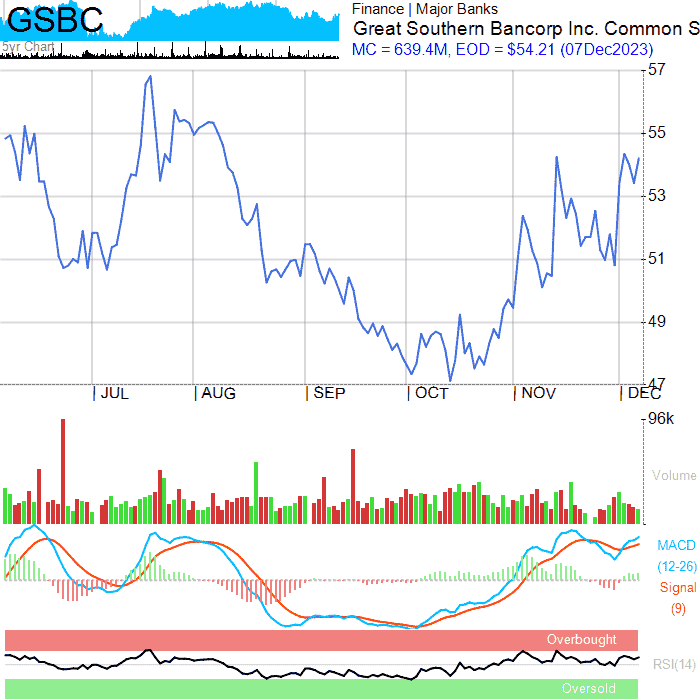 GSBC
5yr Chart
Finance | Major Banks
Great Southern Bancorp Inc. Common S
MC = 639.4M, EOD = $54.21 (07Dec2023)
57
55
53
51
49
47
| JUL | AUG | SEP | OCT | NOV | DEC
96k
Volume
MACD
(12-26)
Signal
(9)
Overbought
RSI(14)
Oversold